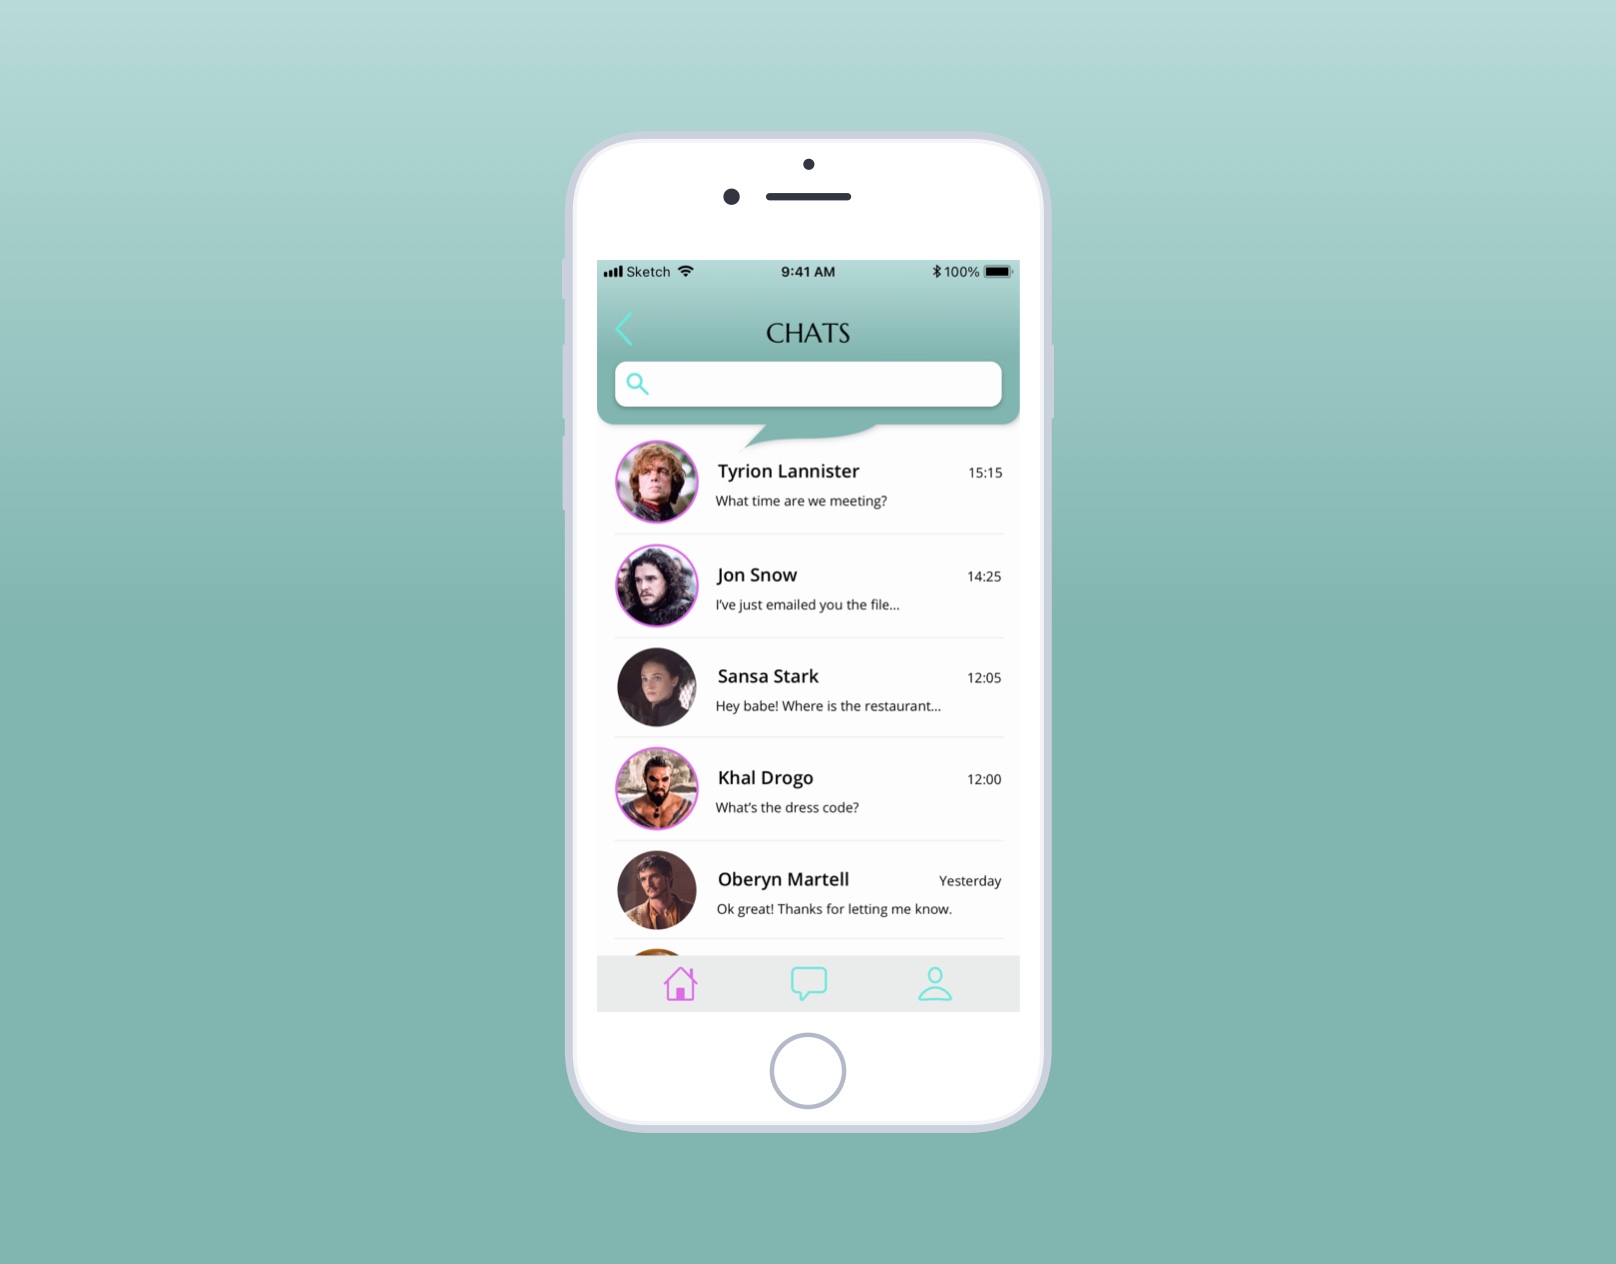 Sketch 9:41 AM 100%
CHATS
Tyrion Lannister 15:15
What time are we meeting?
Jon Snow 14:25
I've just emailed you the file...
Sansa Stark 12:05
Hey babe! Where is the restaurant...
Khal Drogo 12:00
What's the dress code?
Oberyn Martell Yesterday
Ok great! Thanks for letting me know.